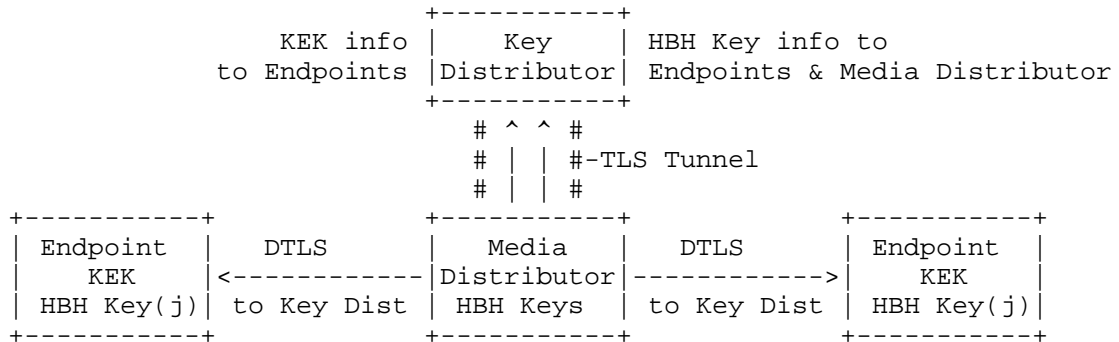 +-----------+
                      KEK info |    Key    | HBH Key info to
                  to Endpoints |Distributor| Endpoints & Media Distributor
                               +-----------+
                                  # ^ ^ #
                                  # | | #-TLS Tunnel
                                  # | | #
+-----------+                  +-----------+                  +-----------+
|  Endpoint |   DTLS           |   Media   |   DTLS           |  Endpoint |
|    KEK    |<------------|Distributor|------------>|    KEK    |
| HBH Key(j)| to Key Dist | HBH Keys  | to Key Dist | HBH Key(j)|
+-----------+                  +-----------+                  +-----------+